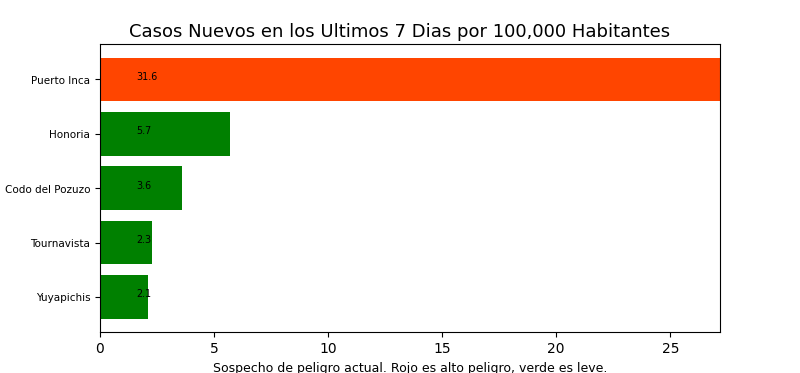 Casos Nuevos en los Ultimos 7 Dias por 100,000 Habitantes
Puerto Inca 31.6
Honoria 5.7
Codo del Pozuzo 3.6
Tournavista 2.3
Yuyapichis 2.1
0 5 10 15 20 25
Sospecho de peligro actual. Rojo es alto peligro, verde es leve.